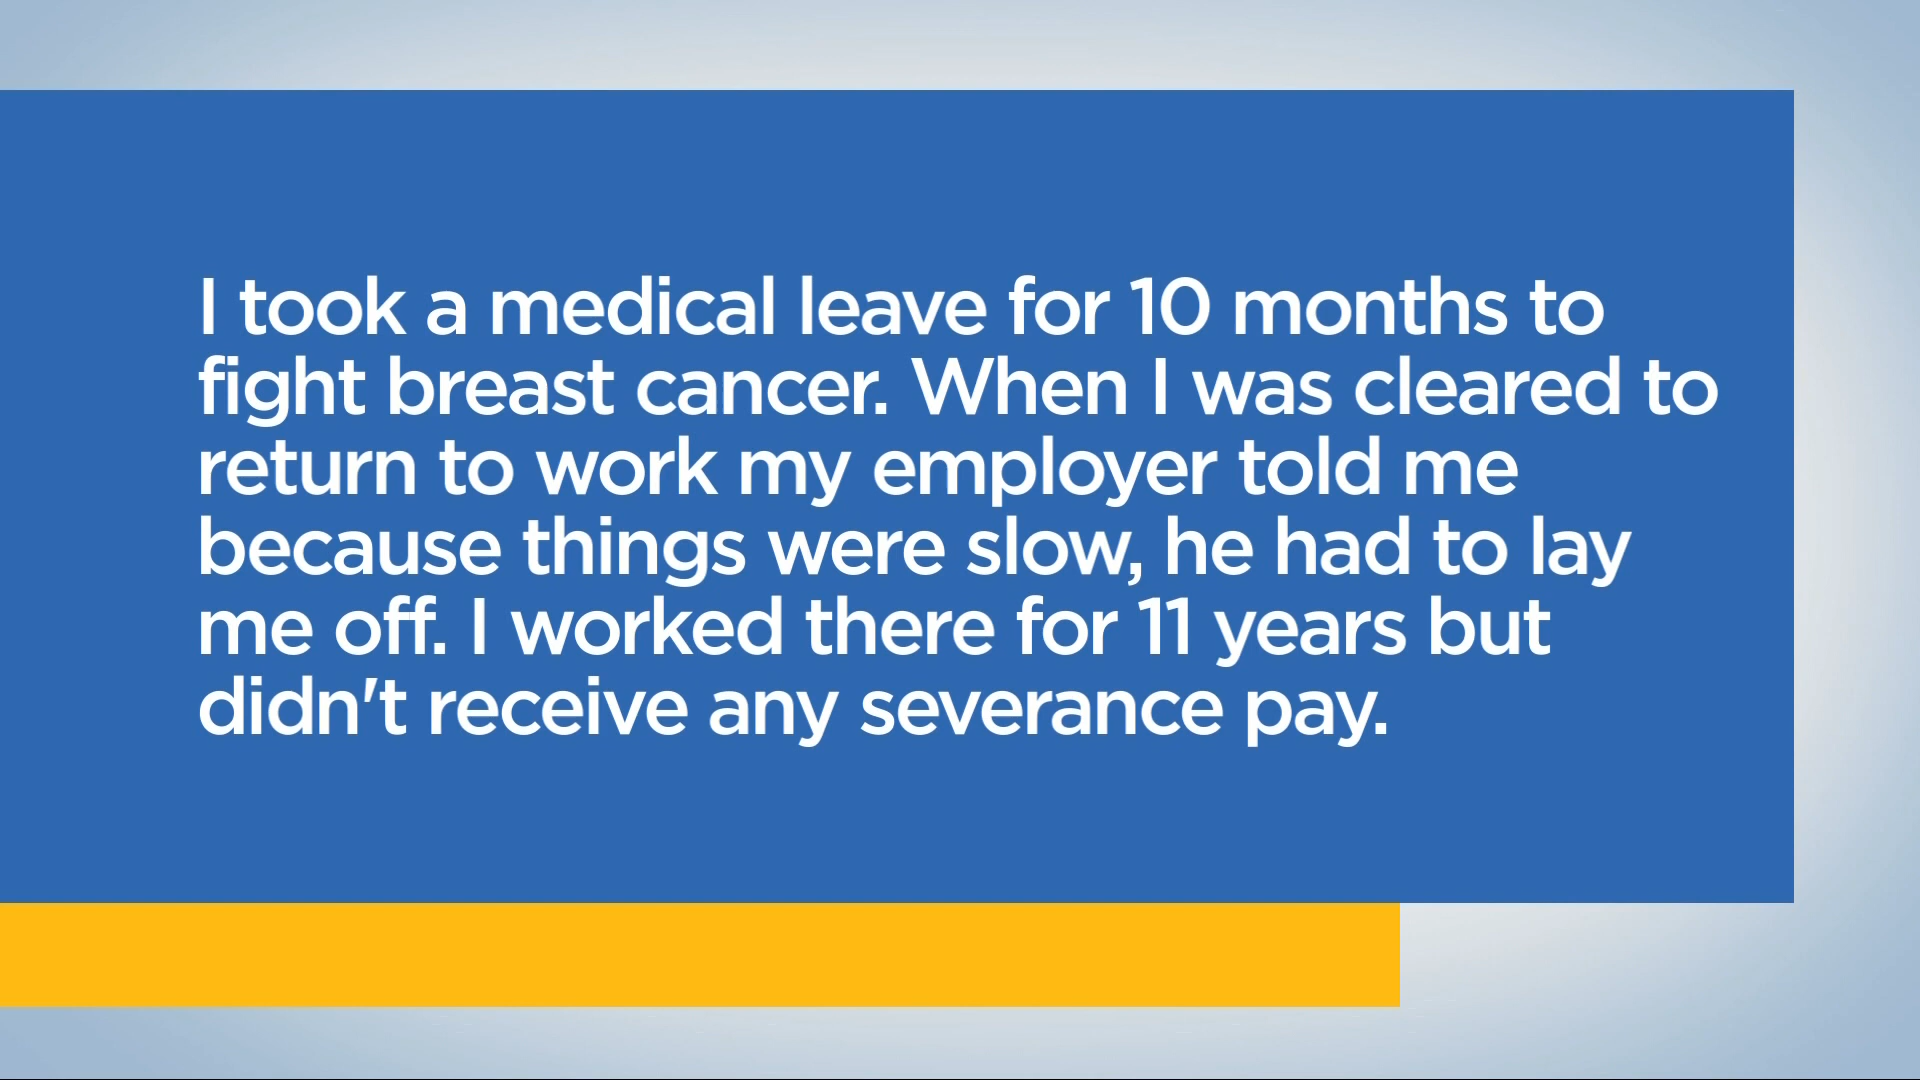 I took a medical leave for 10 months to
fight breast cancer. When I was cleared to
return to work my employer told me
because things were slow, he had to lay
me off. I worked there for 11 years but
didn't receive any severance pay.